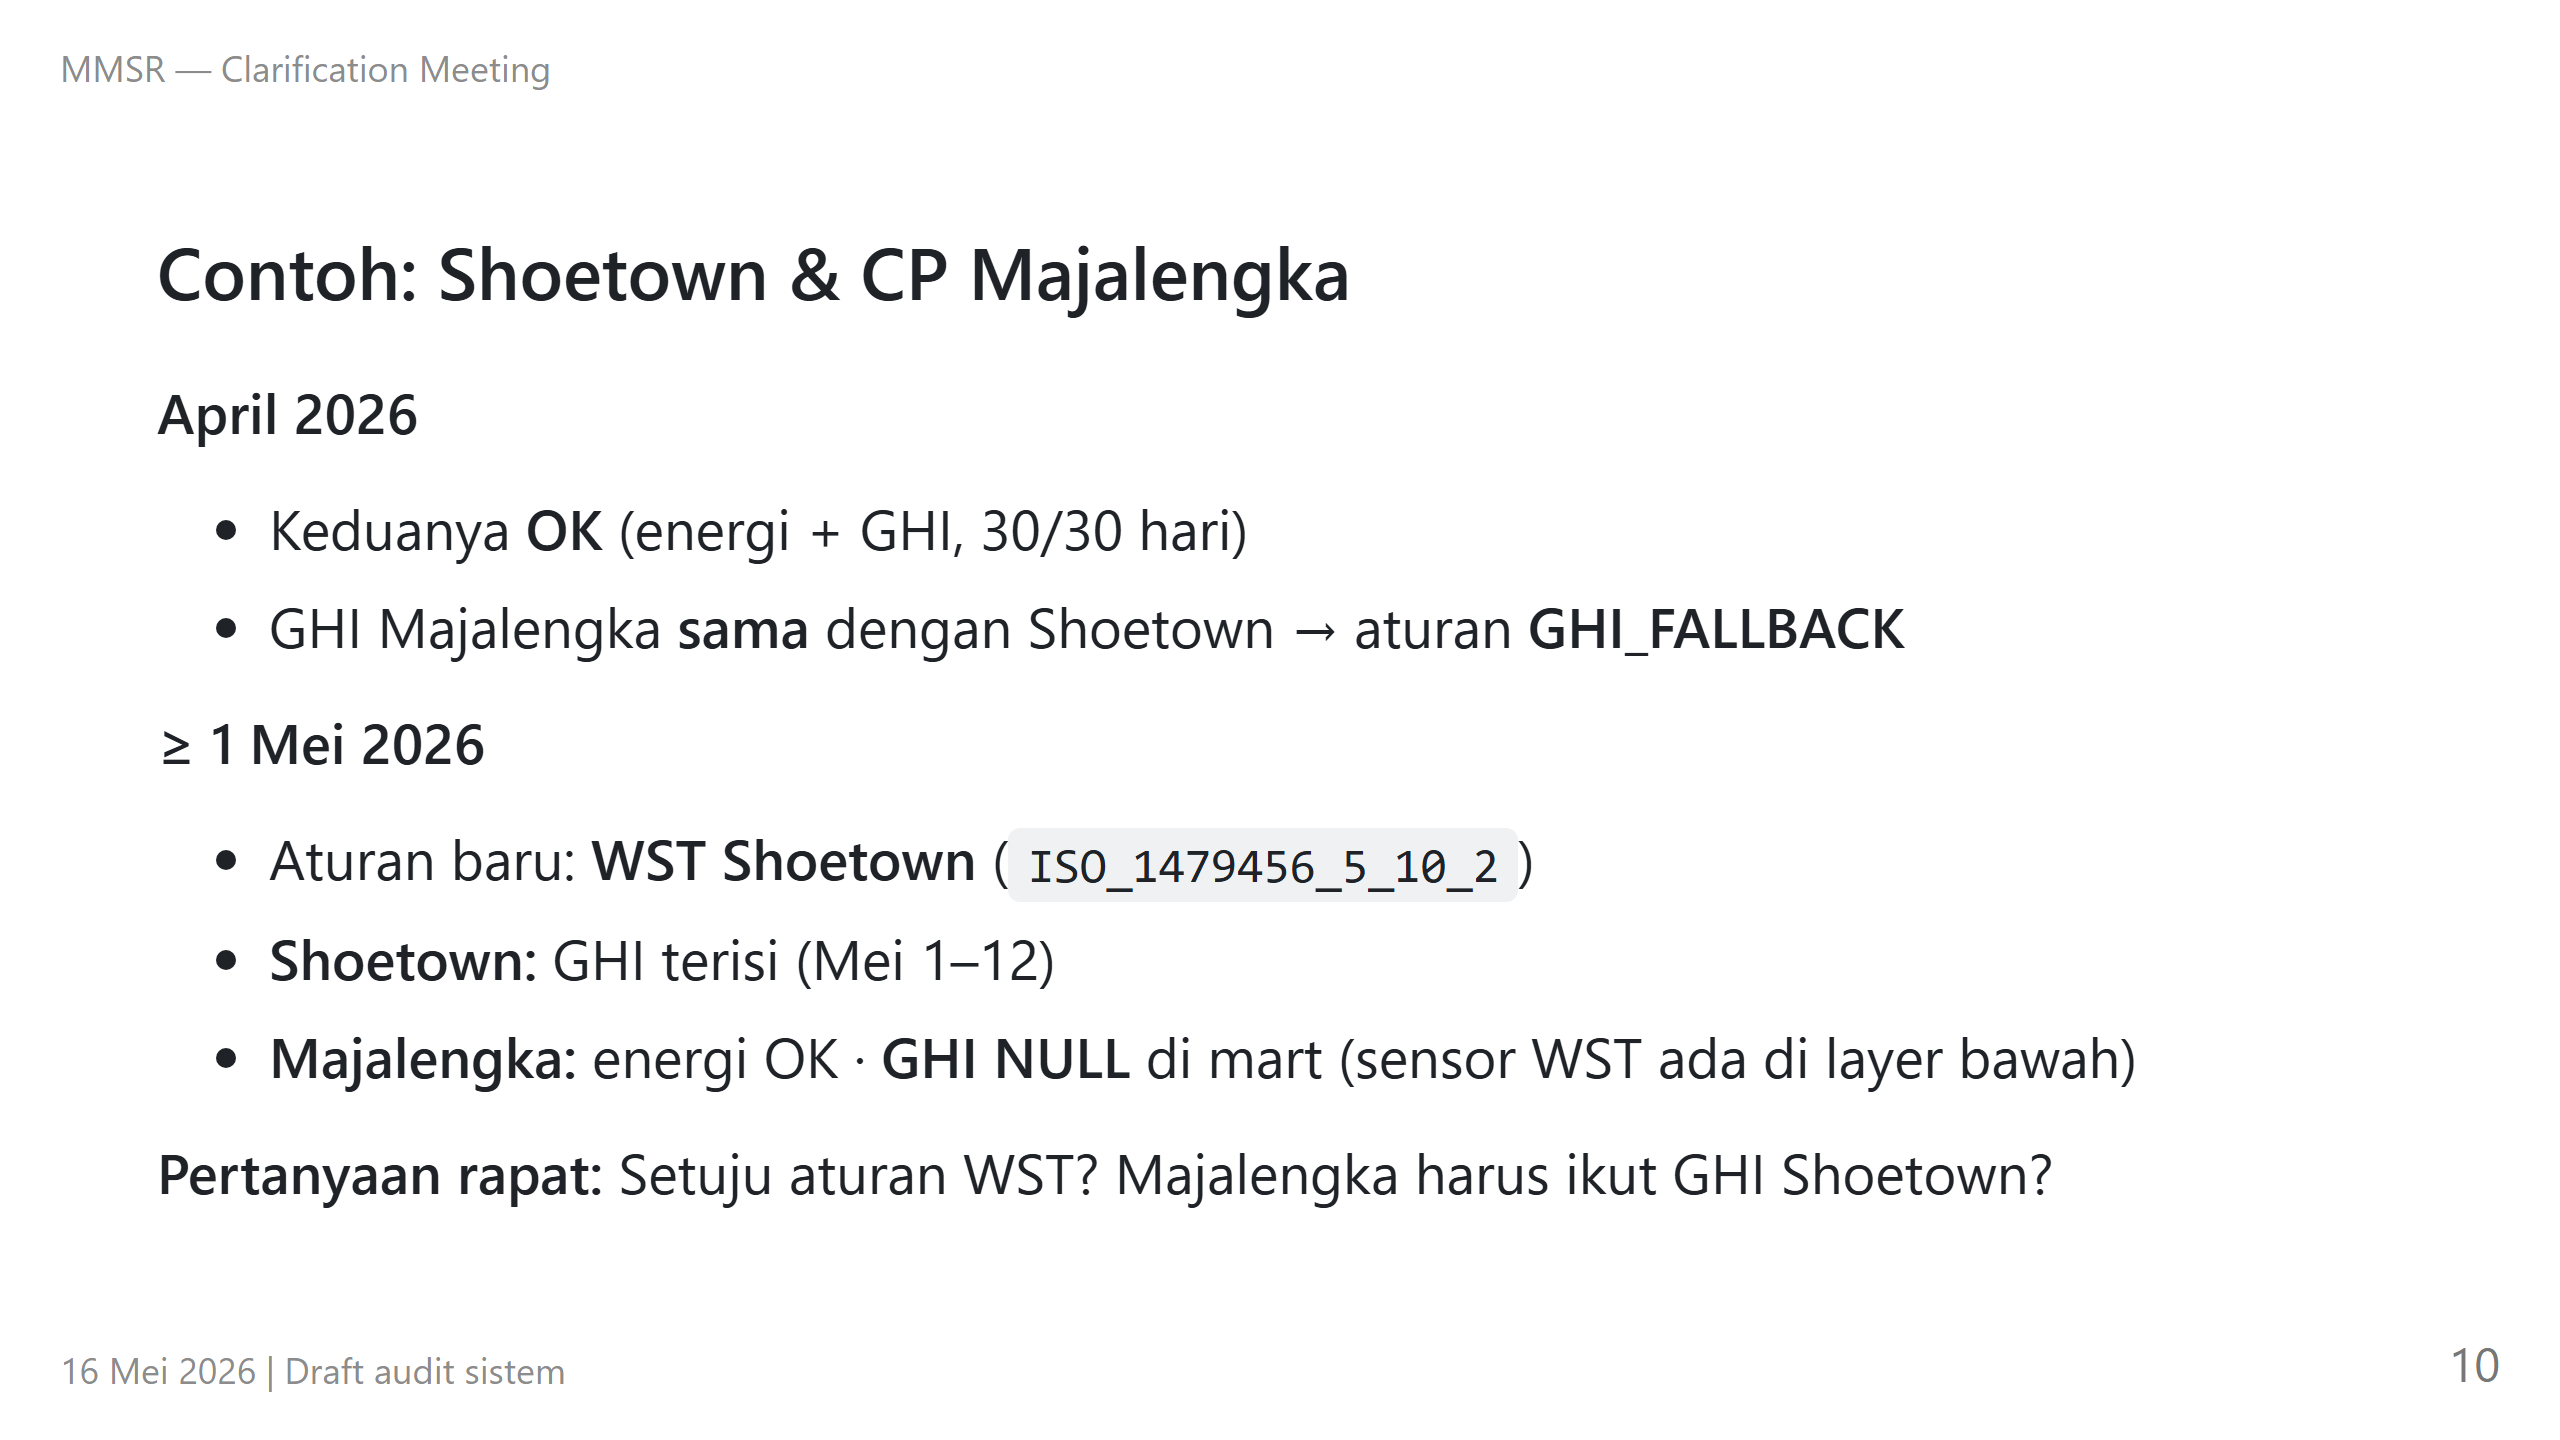 MMSR — Clarification Meeting
Contoh: Shoetown & CP Majalengka
April 2026
• Keduanya OK (energi + GHI, 30/30 hari)
• GHI Majalengka sama dengan Shoetown → aturan GHI_FALLBACK
≥ 1 Mei 2026
• Aturan baru: WST Shoetown ( ISO_1479456_5_10_2 )
• Shoetown: GHI terisi (Mei 1–12)
• Majalengka: energi OK · GHI NULL di mart (sensor WST ada di layer bawah)
Pertanyaan rapat: Setuju aturan WST? Majalengka harus ikut GHI Shoetown?
16 Mei 2026 | Draft audit sistem
10